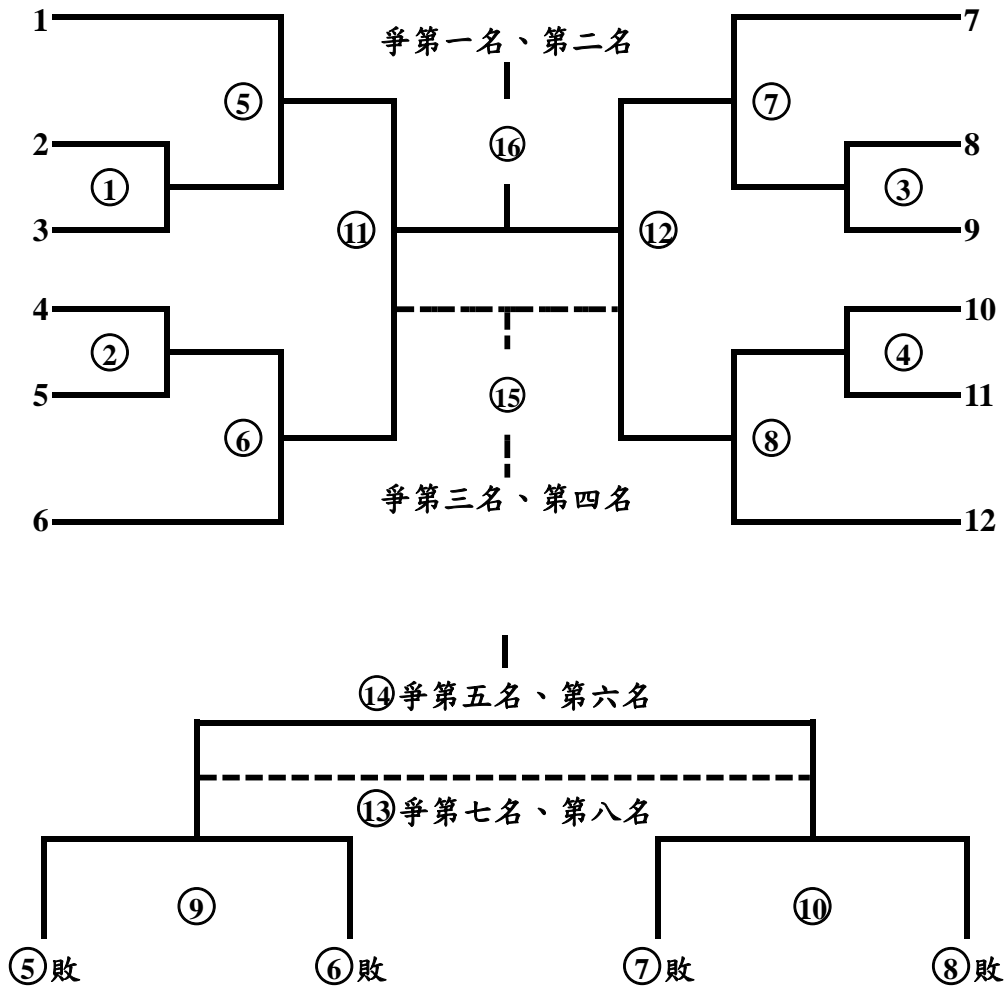 1 7
爭第一名、第二名
⑤ ⑦
2 ⑯ 8
① ③
3 ⑪ ⑫ 9
4 10
② ④
5 ⑮ 11
⑥ ⑧
爭第三名、第四名
6 12
⑭爭第五名、第六名
⑬爭第七名、第八名
⑨ ⑩
⑤敗 ⑥敗 ⑦敗 ⑧敗